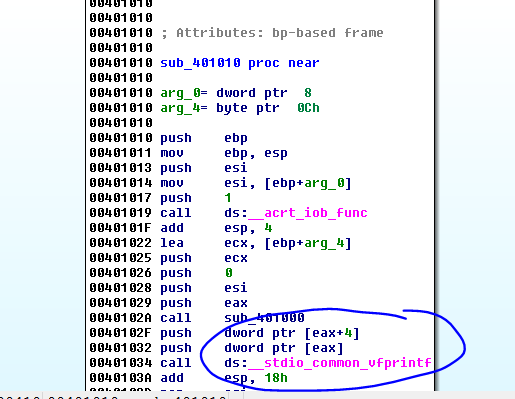 00401010
00401010
00401010 ; Attributes: bp-based frame
00401010
00401010 sub_401010 proc near
00401010
00401010 arg_0= dword ptr  8
00401010 arg_4= byte ptr  0Ch
00401010
00401010 push    ebp
00401011 mov     ebp, esp
00401013 push    esi
00401014 mov     esi, [ebp+arg_0]
00401017 push    1
00401019 call    ds:__acrt_iob_func
0040101F add     esp, 4
00401022 lea     ecx, [ebp+arg_4]
00401025 push    ecx
00401026 push    0
00401028 push    esi
00401029 push    eax
0040102A call    sub_401000
0040102F push    dword ptr [eax+4]
00401032 push    dword ptr [eax]
00401034 call    ds:__stdio_common_vfprintf
0040103A add     esp, 18h